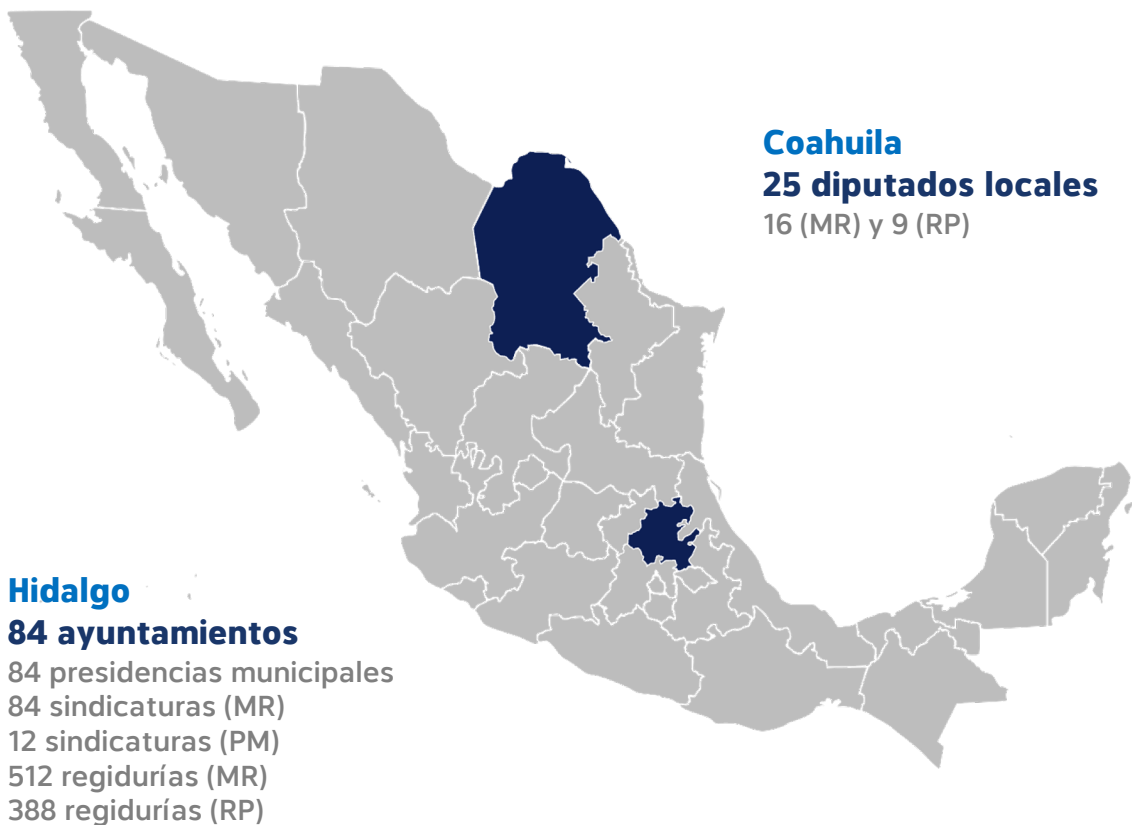 Coahuila
25 diputados locales
16 (MR) y 9 (RP)
Hidalgo
84 ayuntamientos
84 presidencias municipales
84 sindicaturas (MR)
12 sindicaturas (PM)
512 regidurías (MR)
388 regidurías (RP)